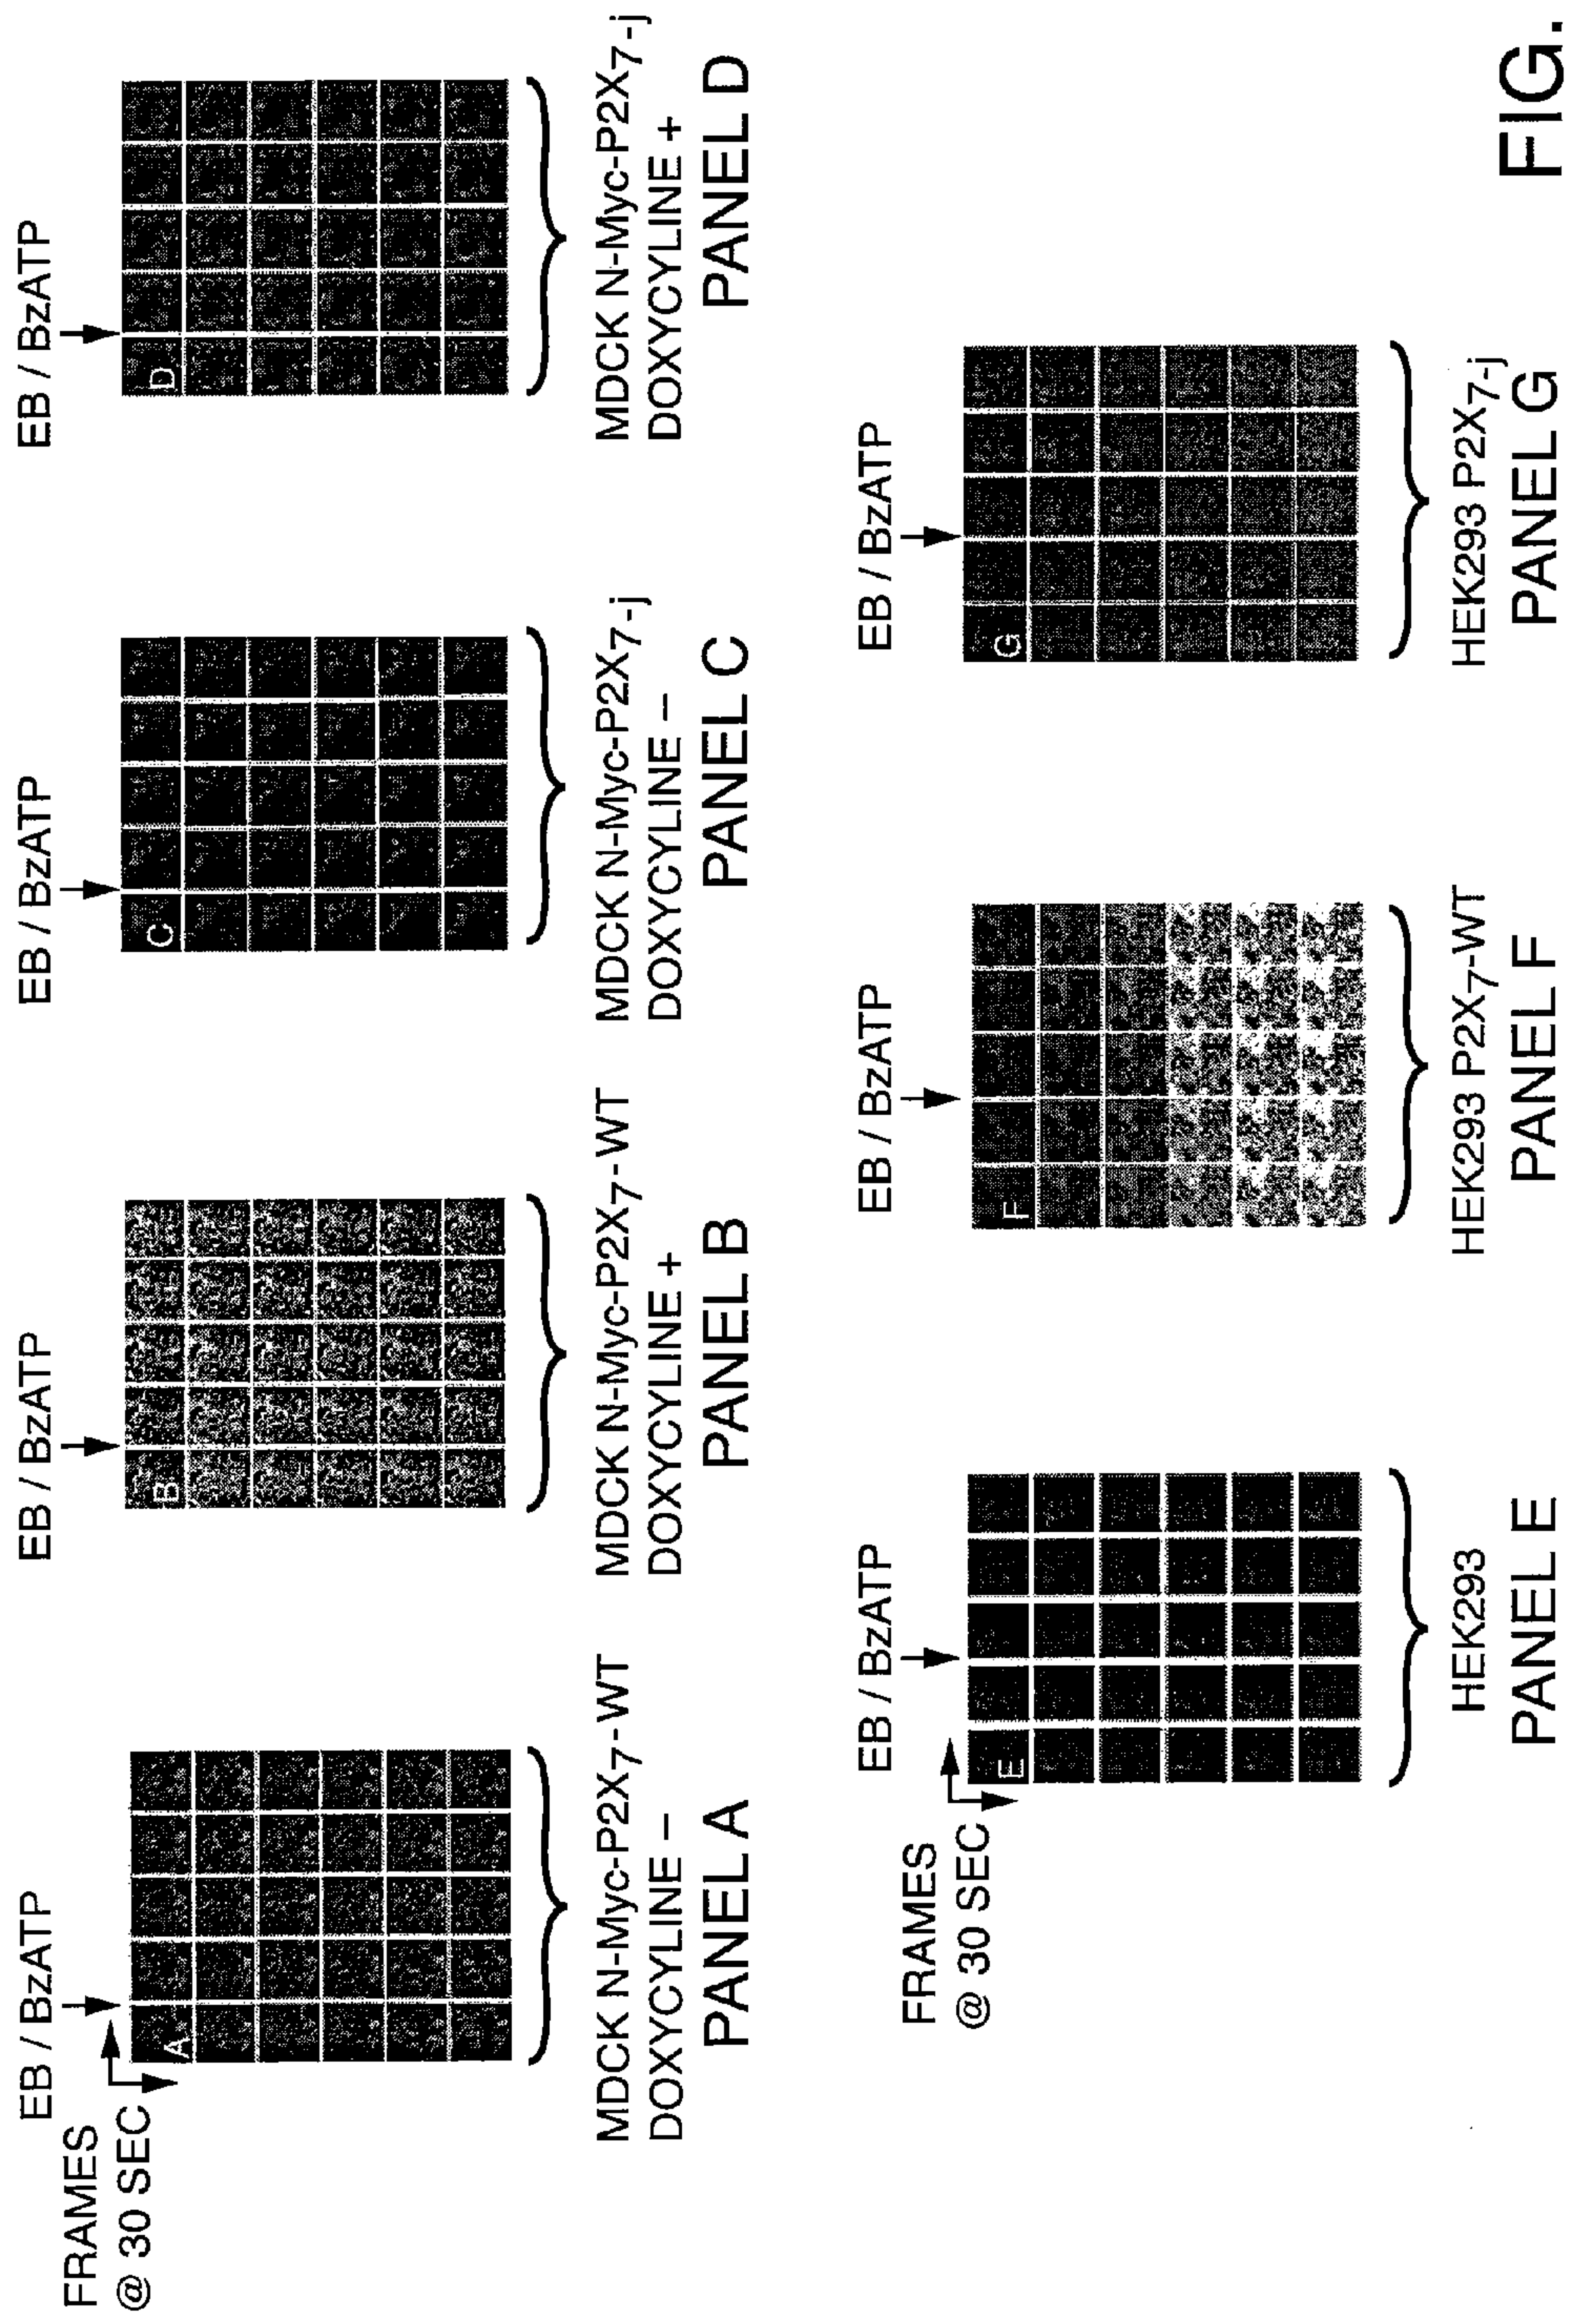 FRAMES
@ 30 SEC
EB / BzATP
A
MDCK N-Myc-P2X7-WT
DOXYCYLINE –
PANEL A
EB / BzATP
B
MDCK N-Myc-P2X7-WT
DOXYCYLINE +
PANEL B
EB / BzATP
C
MDCK N-Myc-P2X7-j
DOXYCYLINE –
PANEL C
EB / BzATP
D
MDCK N-Myc-P2X7-j
DOXYCYLINE +
PANEL D
FRAMES
@ 30 SEC
EB / BzATP
E
HEK293
PANEL E
EB / BzATP
F
HEK293 P2X7-WT
PANEL F
EB / BzATP
G
HEK293 P2X7-j
PANEL G
FIG.